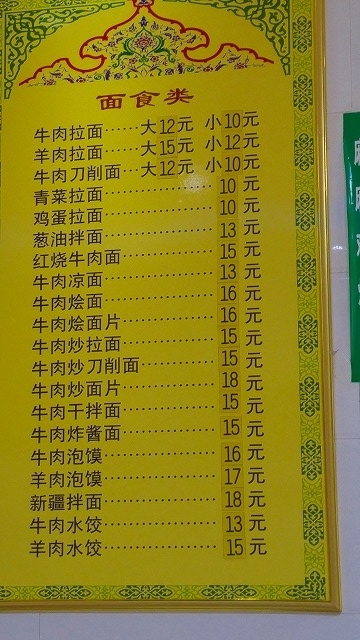 面食类
牛肉拉面······大12元 小10元
羊肉拉面······大15元 小12元
牛肉刀削面···大12元 小10元
青菜拉面··················10元
鸡蛋拉面··················10元
葱油拌面··················13元
红烧牛肉面···············15元
牛肉凉面··················13元
牛肉烩面··················16元
牛肉烩面片···············16元
牛肉炒拉面···············15元
牛肉炒刀削面············15元
牛肉炒面片···············18元
牛肉干拌面···············15元
牛肉炸酱面···············15元
牛肉泡馍··················16元
羊肉泡馍··················17元
新疆拌面··················18元
牛肉水饺··················13元
羊肉水饺··················15元